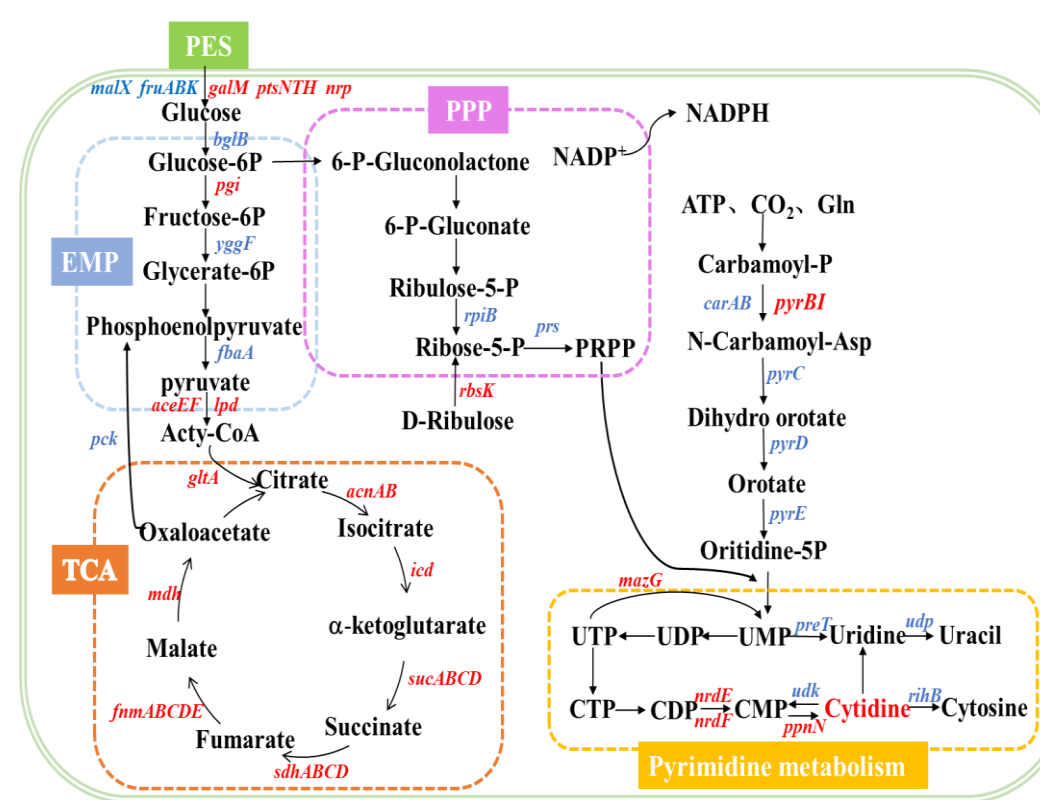 PES
malX fruABK galM ptsNTH nrp
Glucose
bglB
Glucose-6P
pgi
Fructose-6P
yggF
EMP
Glycerate-6P
Phosphoenolpyruvate
fbaA
pyruvate
aceEF lpd
pck
Acty-CoA
PPP
6-P-Gluconolactone
NADP+
NADPH
6-P-Gluconate
Ribulose-5-P
rpiB
Ribose-5-P
prs
PRPP
rbsK
D-Ribulose
ATP、CO₂、Gln
Carbamoyl-P
carAB pyrBI
N-Carbamoyl-Asp
pyrC
Dihydro orotate
pyrD
Orotate
pyrE
Oritidine-5P
TCA
gltA
Citrate
acnAB
Isocitrate
icd
α-ketoglutarate
sucABCD
Succinate
sdhABCD
Fumarate
fnmABCDE
Malate
mdh
Oxaloacetate
mazG
UTP UDP UMP preT Uridine udp Uracil
CTP CDP nrdE nrdF CMP udk ppnN Cytidine rihB Cytosine
Pyrimidine metabolism